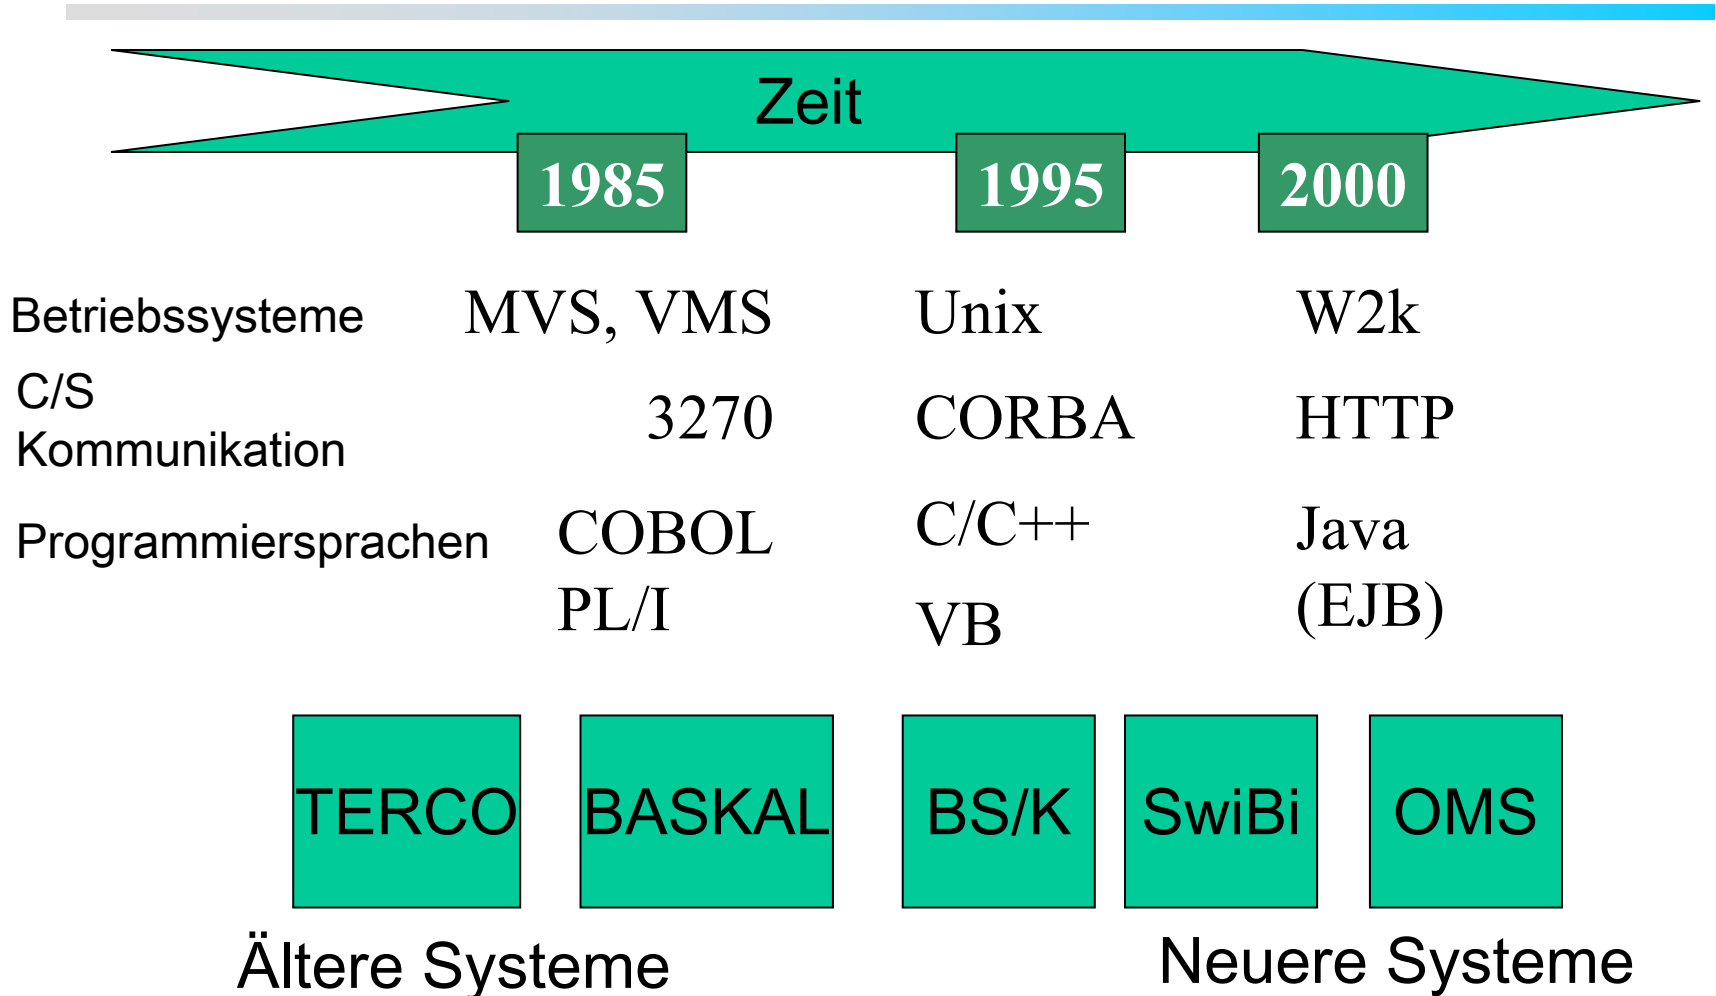 Zeit
1985 1995 2000
Betriebssysteme MVS, VMS Unix W2k
C/S
Kommunikation 3270 CORBA HTTP
Programmiersprachen COBOL C/C++ Java
PL/I VB (EJB)
TERCO BASKAL BS/K SwiBi OMS
Ältere Systeme Neuere Systeme